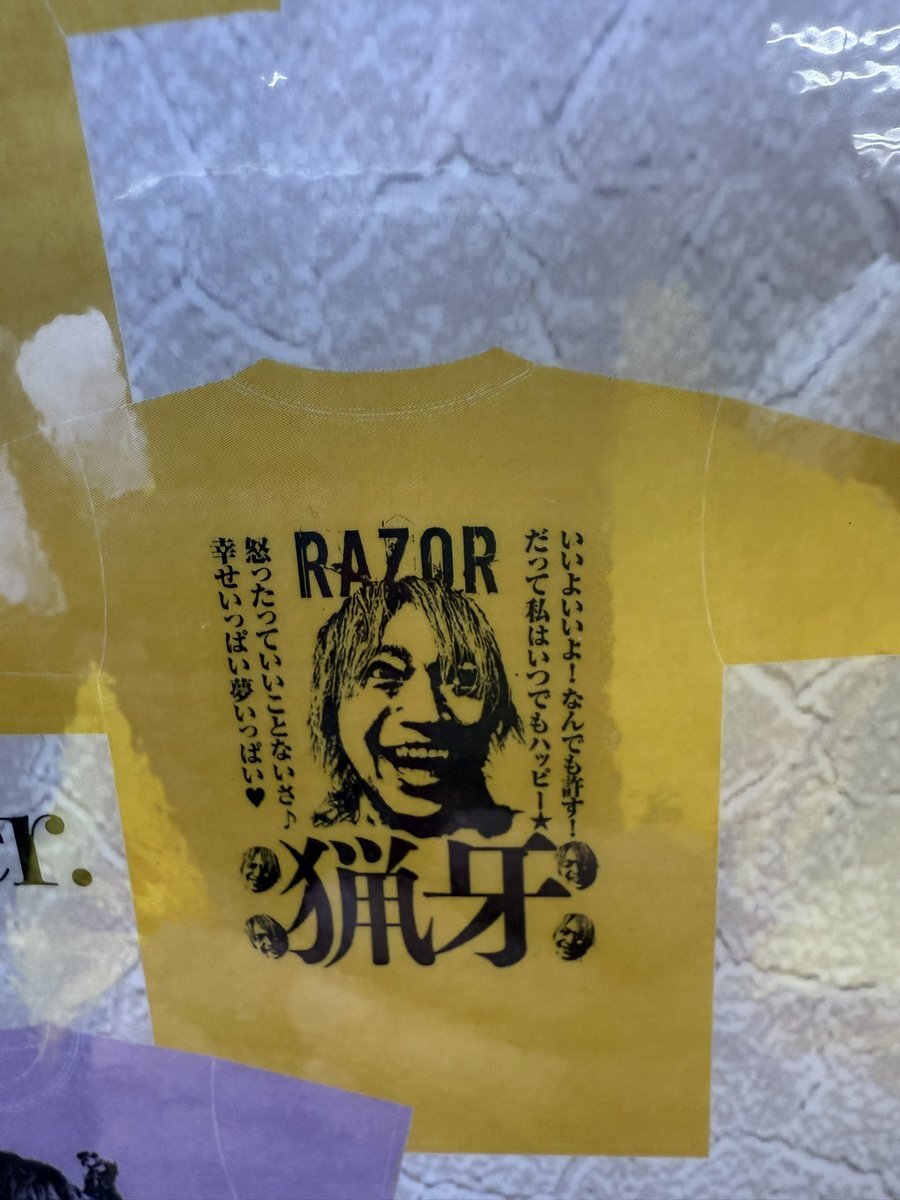 RAZOR
いいよいいよ！なんでも許す！
だって私はいつでもハッピー★
怒ったっていいことないさ♪
幸せいっぱい夢いっぱい♥
猟牙
er.